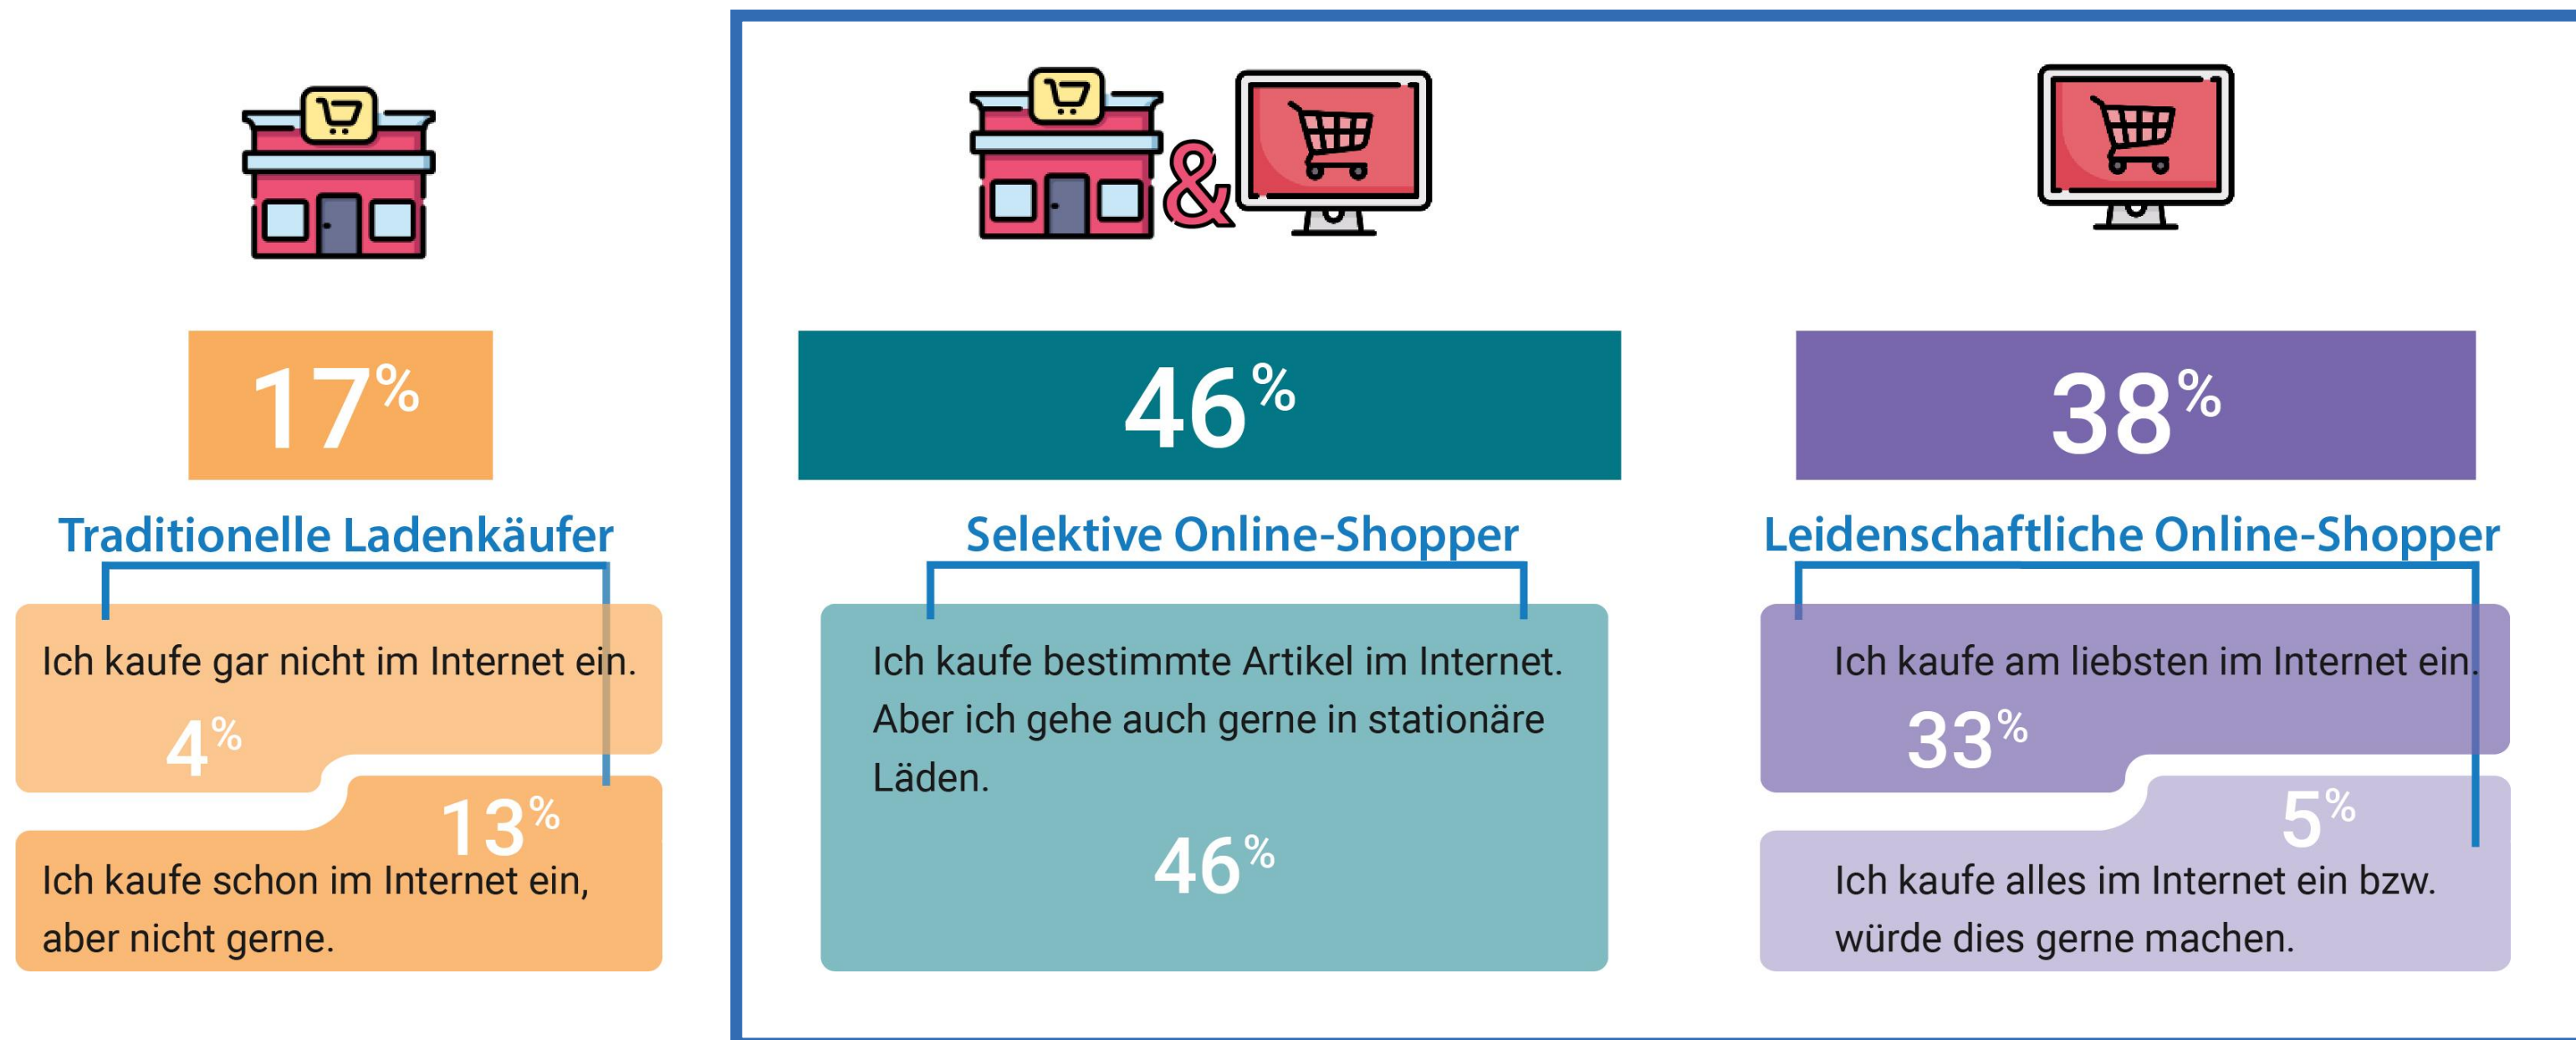 17%
Traditionelle Ladenkäufer
Ich kaufe gar nicht im Internet ein.
4%
13%
Ich kaufe schon im Internet ein,
aber nicht gerne.
&
46%
Selektive Online-Shopper
Ich kaufe bestimmte Artikel im Internet.
Aber ich gehe auch gerne in stationäre
Läden.
46%
38%
Leidenschaftliche Online-Shopper
Ich kaufe am liebsten im Internet ein.
33%
5%
Ich kaufe alles im Internet ein bzw.
würde dies gerne machen.